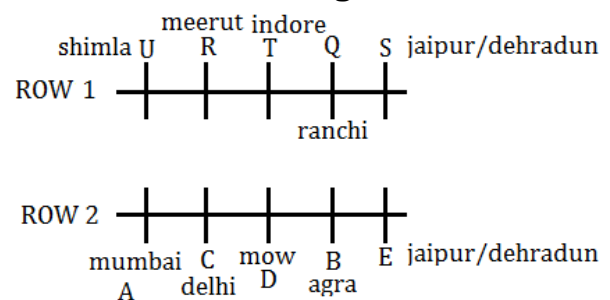 meerut indore
shimla U R T Q S jaipur/dehradun
ROW 1
ranchi
ROW 2
mumbai C mow B E jaipur/dehradun
A delhi D agra